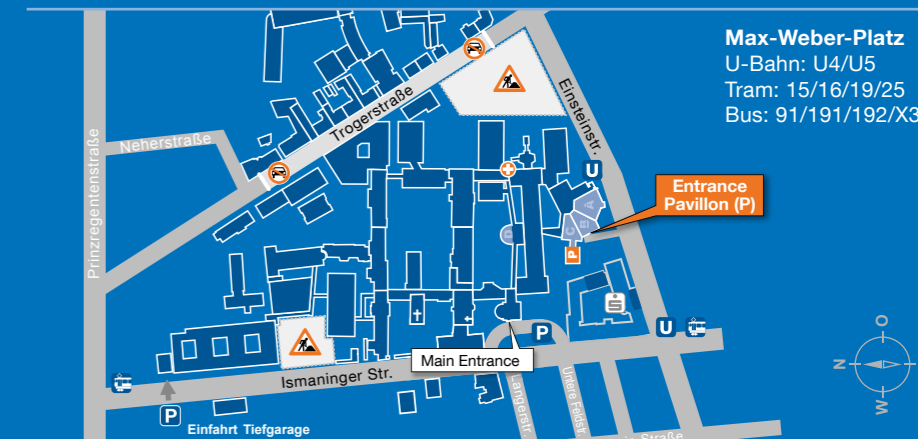 Max-Weber-Platz
U-Bahn: U4/U5
Tram: 15/16/19/25
Bus: 91/191/192/X3
Einsteinstr.
Trogerstraße
Neherstraße
Prinzregentenstraße
U
Entrance
Pavillon (P)
A
B
C
D
P
S
P
U
Main Entrance
Ismaninger Str.
P
Einfahrt Tiefgarage
Langerstr.
Untere Feldstr.
Straße
N
O
W